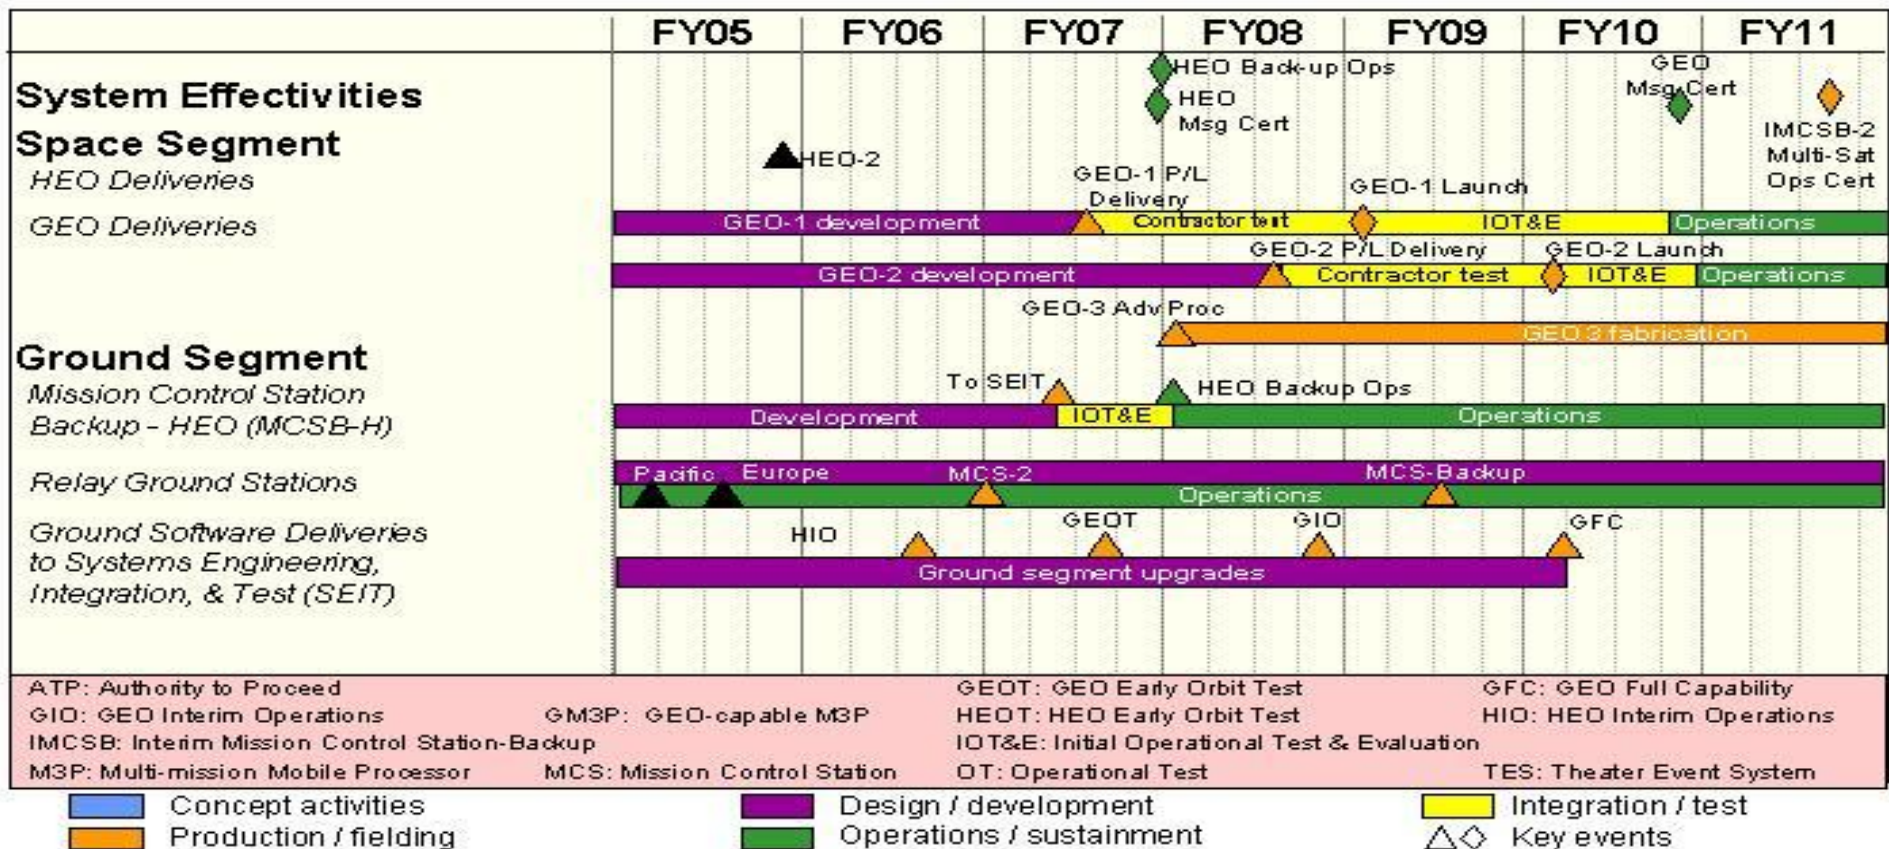 FY05 FY06 FY07 FY08 FY09 FY10 FY11
System Effectivities
HEO Back-up Ops
HEO
Msg Cert
GEO
Msg Cert
IMCSB-2
Multi-Sat
Ops Cert
Space Segment
HEO Deliveries
HEO-2
GEO Deliveries
GEO-1 P/L
Delivery
GEO-1 Launch
GEO-1 development Contractor test IOT&E Operations
GEO-2 P/L Delivery GEO-2 Launch
GEO-2 development Contractor test IOT&E Operations
GEO-3 Adv Proc
GEO 3 fabrication
Ground Segment
Mission Control Station
Backup - HEO (MCSB-H)
To SEIT HEO Backup Ops
Development IOT&E Operations
Relay Ground Stations
Pacific Europe MCS-2 MCS-Backup
Operations
Ground Software Deliveries
to Systems Engineering,
Integration, & Test (SEIT)
HIO GEOT GIO GFC
Ground segment upgrades
ATP: Authority to Proceed GEOT: GEO Early Orbit Test GFC: GEO Full Capability
GIO: GEO Interim Operations GM3P: GEO-capable M3P HEOT: HEO Early Orbit Test HIO: HEO Interim Operations
IMCSB: Interim Mission Control Station-Backup IOT&E: Initial Operational Test & Evaluation
M3P: Multi-mission Mobile Processor MCS: Mission Control Station OT: Operational Test TES: Theater Event System
Concept activities Design / development Integration / test
Production / fielding Operations / sustainment Key events